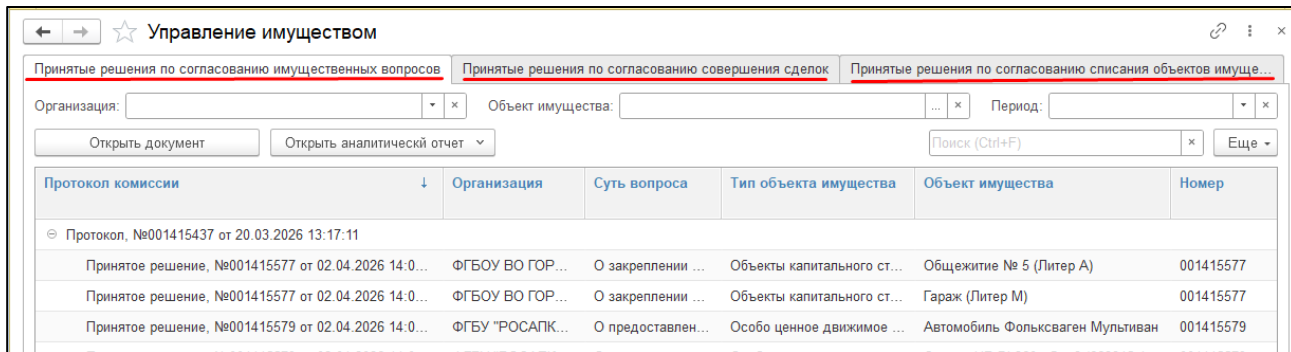 Управление имуществом
Принятые решения по согласованию имущественных вопросов Принятые решения по согласованию совершения сделок Принятые решения по согласованию списания объектов имуще...
Организация: Объект имущества: Период:
Открыть документ Открыть аналитическй отчет Поиск (Ctrl+F) Еще
Протокол комиссии Организация Суть вопроса Тип объекта имущества Объект имущества Номер
Протокол, №001415437 от 20.03.2026 13:17:11
Принятое решение, №001415577 от 02.04.2026 14:0... ФГБОУ ВО ГОР... О закреплении ... Объекты капитального ст... Общежитие № 5 (Литер А) 001415577
Принятое решение, №001415577 от 02.04.2026 14:0... ФГБОУ ВО ГОР... О закреплении ... Объекты капитального ст... Гараж (Литер М) 001415577
Принятое решение, №001415579 от 02.04.2026 14:0... ФГБУ "РОСАПК... О предоставлен... Особо ценное движимое ... Автомобиль Фольксваген Мультиван 001415579